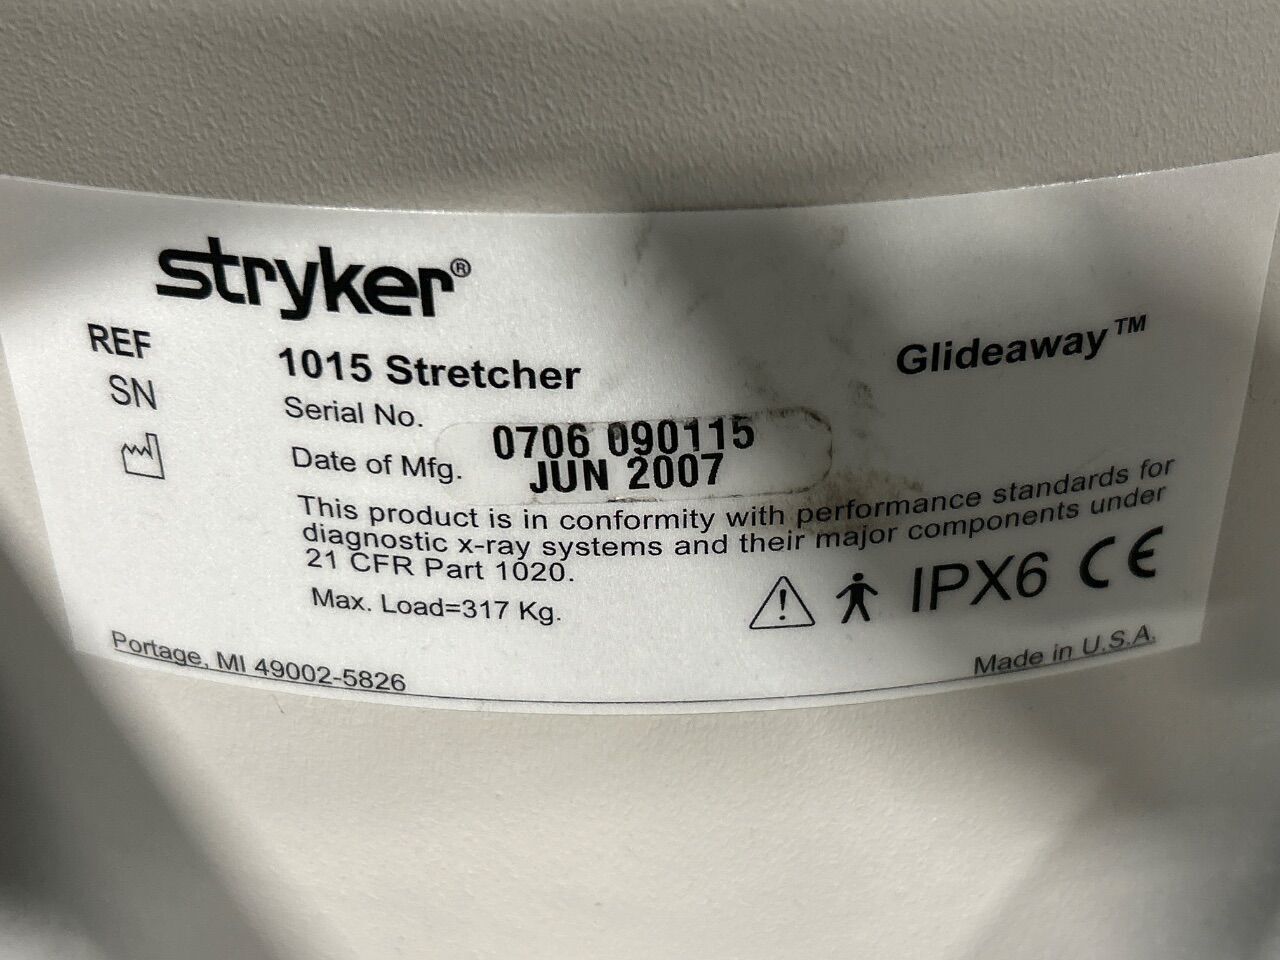 stryker®
Glideaway™
REF 1015 Stretcher
SN Serial No. 0706 090115
Date of Mfg. JUN 2007
This product is in conformity with performance standards for
diagnostic x-ray systems and their major components under
21 CFR Part 1020.
Max. Load=317 Kg.
IPX6 CE
Portage, MI 49002-5826
Made in U.S.A.